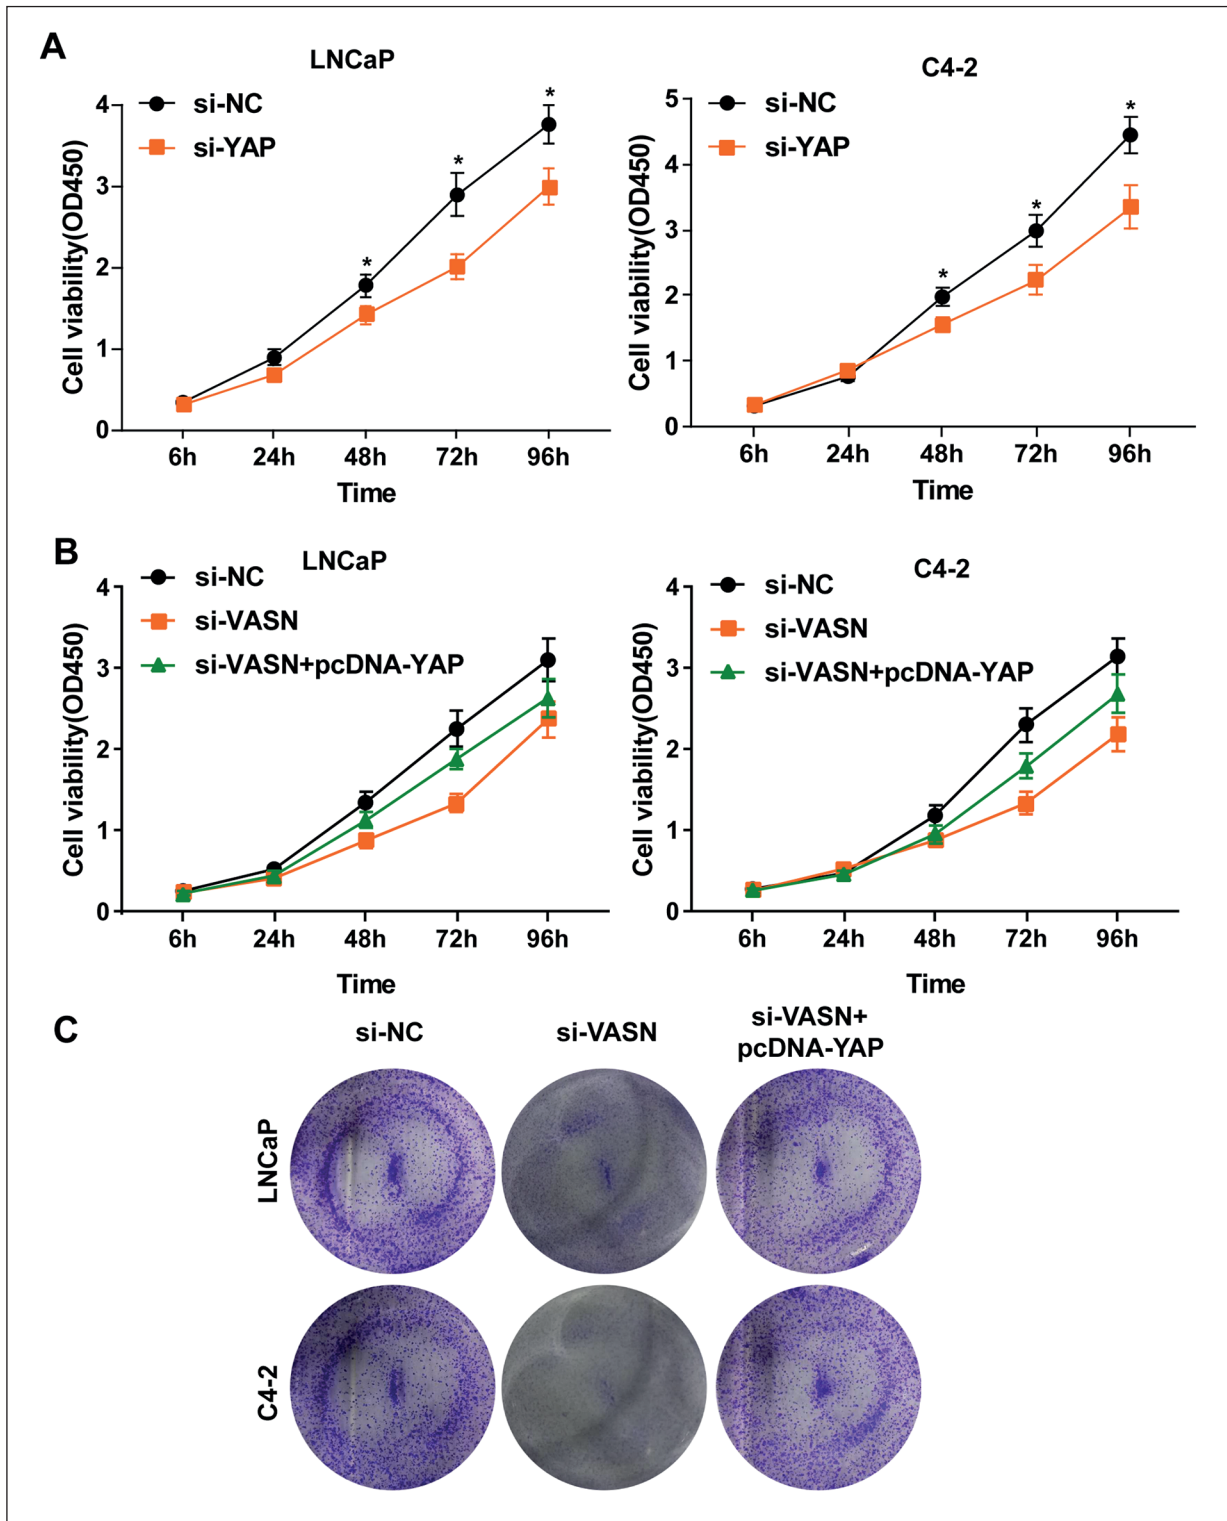 A
LNCaP
si-NC
si-YAP
Cell viability(OD450)
4
3
2
1
0
*
*
*
6h 24h 48h 72h 96h
Time
C4-2
si-NC
si-YAP
Cell viability(OD450)
5
4
3
2
1
0
*
*
*
6h 24h 48h 72h 96h
Time
B
LNCaP
si-NC
si-VASN
si-VASN+pcDNA-YAP
Cell viability(OD450)
4
3
2
1
0
6h 24h 48h 72h 96h
Time
C4-2
si-NC
si-VASN
si-VASN+pcDNA-YAP
Cell viability(OD450)
4
3
2
1
0
6h 24h 48h 72h 96h
Time
C
si-NC
si-VASN
si-VASN+
pcDNA-YAP
LNCaP
C4-2